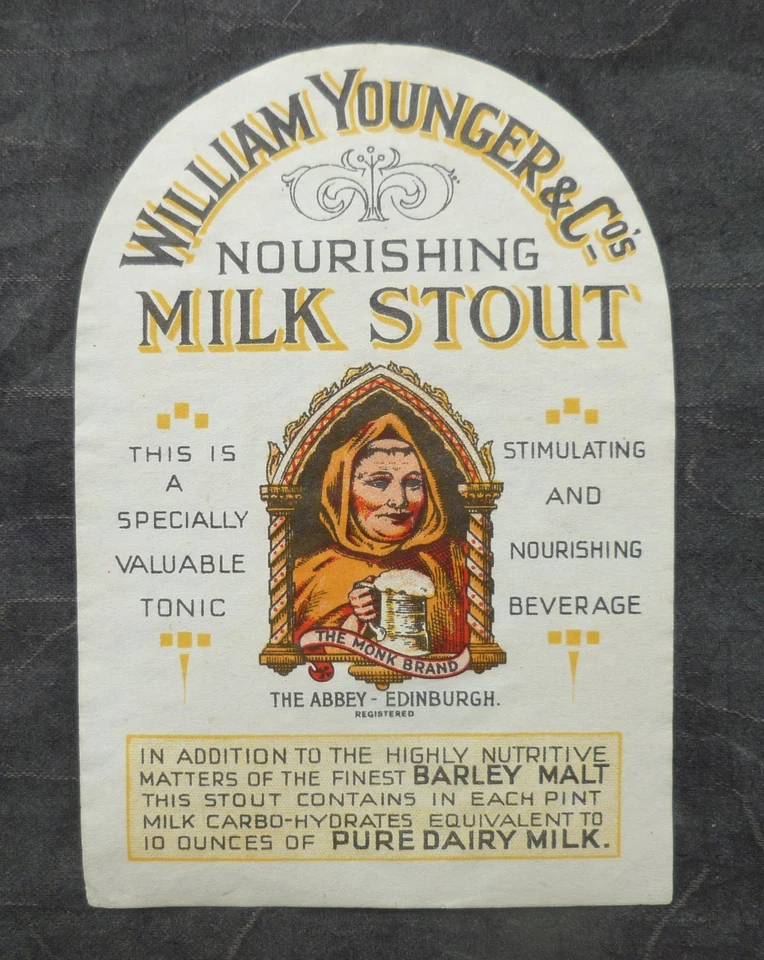 WILLIAM YOUNGER & Co's
NOURISHING
MILK STOUT
THIS IS
A
SPECIALLY
VALUABLE
TONIC
STIMULATING
AND
NOURISHING
BEVERAGE
THE MONK BRAND
THE ABBEY - EDINBURGH.
REGISTERED
IN ADDITION TO THE HIGHLY NUTRITIVE
MATTERS OF THE FINEST BARLEY MALT
THIS STOUT CONTAINS IN EACH PINT
MILK CARBO-HYDRATES EQUIVALENT TO
10 OUNCES OF PURE DAIRY MILK.